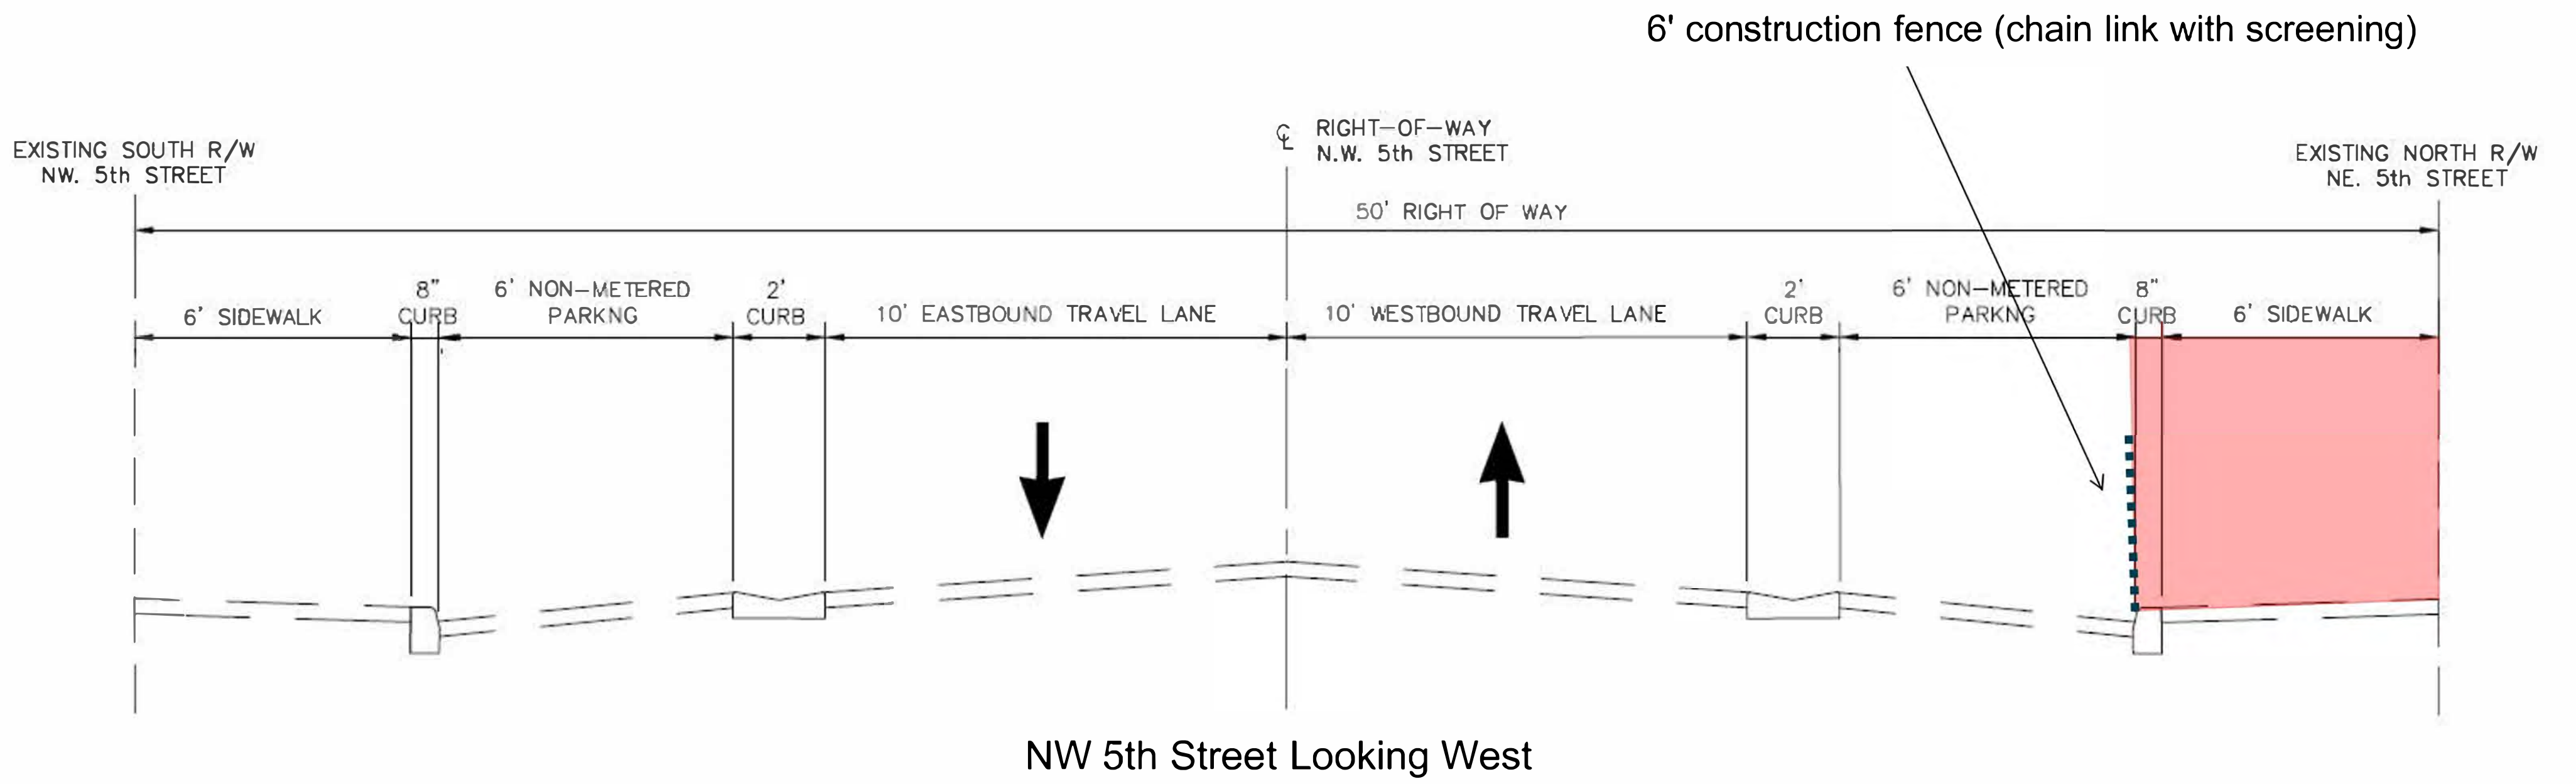 6' construction fence (chain link with screening)
EXISTING SOUTH R/W
NW. 5th STREET
℄ RIGHT-OF-WAY
N.W. 5th STREET
EXISTING NORTH R/W
NE. 5th STREET
50' RIGHT OF WAY
6' SIDEWALK
8"
CURB
6' NON-METERED
PARKNG
2'
CURB
10' EASTBOUND TRAVEL LANE
10' WESTBOUND TRAVEL LANE
2'
CURB
6' NON-METERED
PARKNG
8"
CURB
6' SIDEWALK
NW 5th Street Looking West